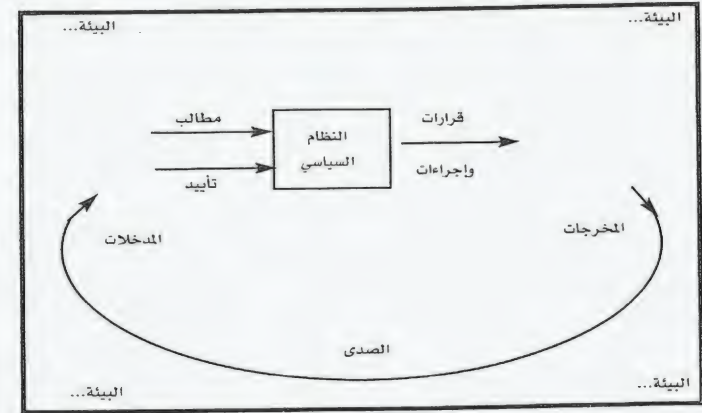 البيئة...
البيئة...
مطالب
النظام
السياسي
قرارات
تأييد
وإجراءات
المدخلات
المخرجات
الصدى
البيئة...
البيئة...